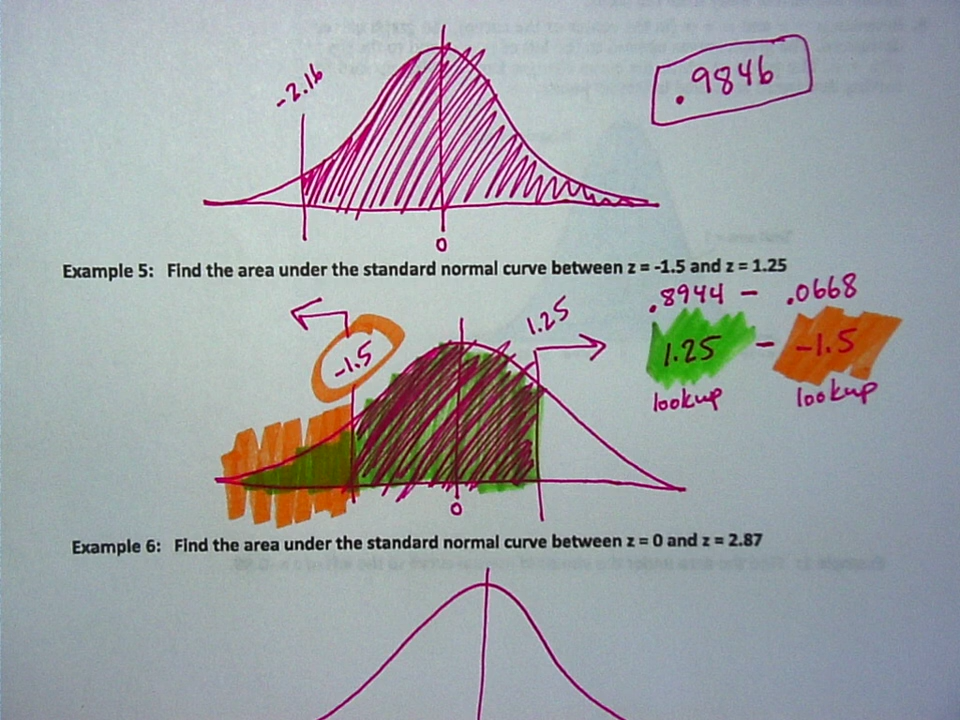 -2.16
.9846
0
Example 5: Find the area under the standard normal curve between z = -1.5 and z = 1.25
.8944 - .0668
-1.5
1.25
1.25 - -1.5
lookup lookup
0
Example 6: Find the area under the standard normal curve between z = 0 and z = 2.87